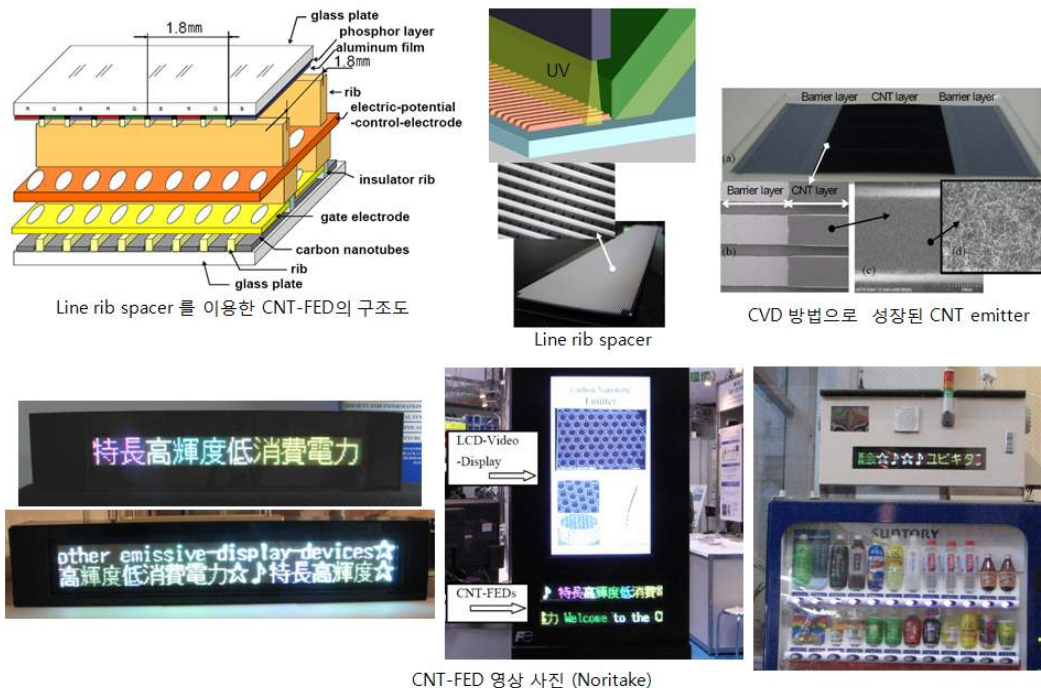 glass plate
phosphor layer
aluminum film
1.8mm
1.8mm
rib
electric-potential
-control-electrode
insulator rib
gate electrode
carbon nanotubes
rib
glass plate
R G B R G B R G B
Line rib spacer 를 이용한 CNT-FED의 구조도
UV
Line rib spacer
Barrier layer CNT layer Barrier layer
(a)
Barrier layer CNT layer
(b)
(c)
(d)
CVD 방법으로 성장된 CNT emitter
特長高輝度低消費電力
other emissive-display-devices☆
高輝度低消費電力☆♪特長高輝度☆
Carbon Nanotube
Emitter
LCD-Video
-Display
CNT-FEDs
♪ 特長高輝度低消費
力 Welcome to the C
会☆♪☆♪ユビキタ
SUNTORY
CNT-FED 영상 사진 (Noritake)